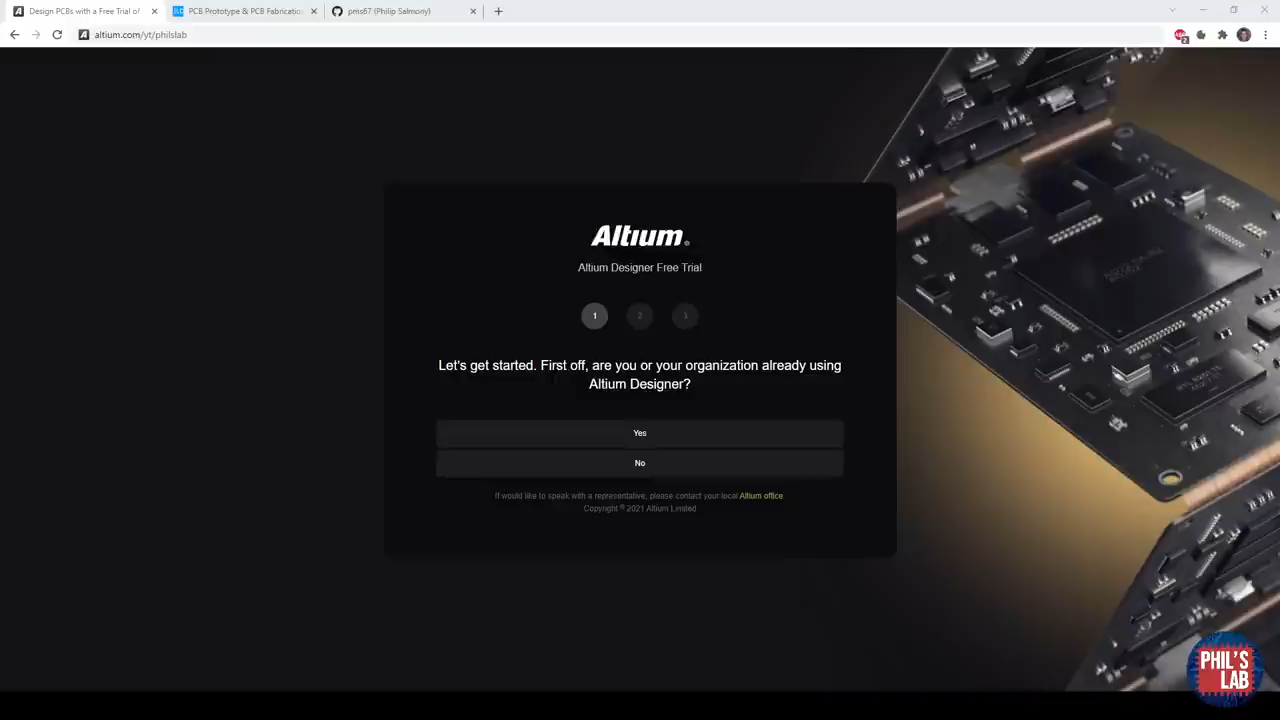 Design PCBs with a Free Trial of
PCB Prototype & PCB Fabricatio
pms67 (Philip Salmony)
altium.com/yt/philslab
2
Altium
Altium Designer Free Trial
1 2 3
Let's get started. First off, are you or your organization already using
Altium Designer?
Yes
No
If would like to speak with a representative, please contact your local Altium office
Copyright © 2021 Altium Limited
PHIL'S
LAB